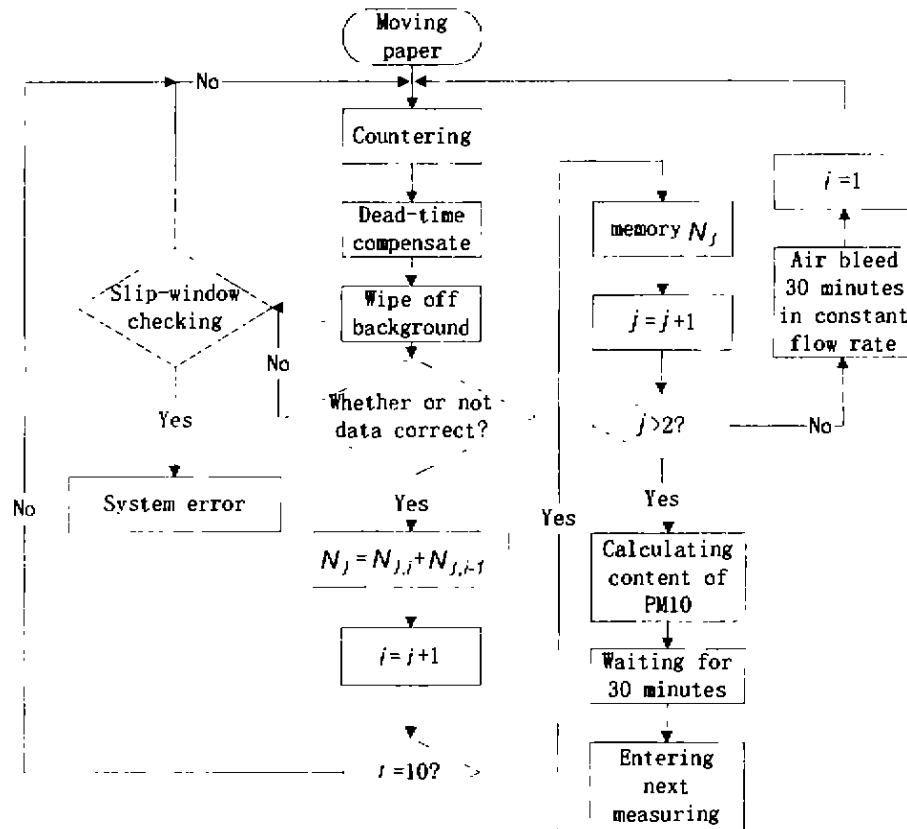 Moving
paper
No
Countering
Dead-time
compensate
Wipe off
background
Slip-window
checking
No
Whether or not
data correct?
Yes
System error
No
Yes
N_j = N_{j,i} + N_{j,i-1}
i = i+1
i =10?
Yes
memory N_j
j = j+1
j >2?
No
Air bleed
30 minutes
in constant
flow rate
i =1
Yes
Calculating
content of
PM10
Waiting for
30 minutes
Entering
next
measuring